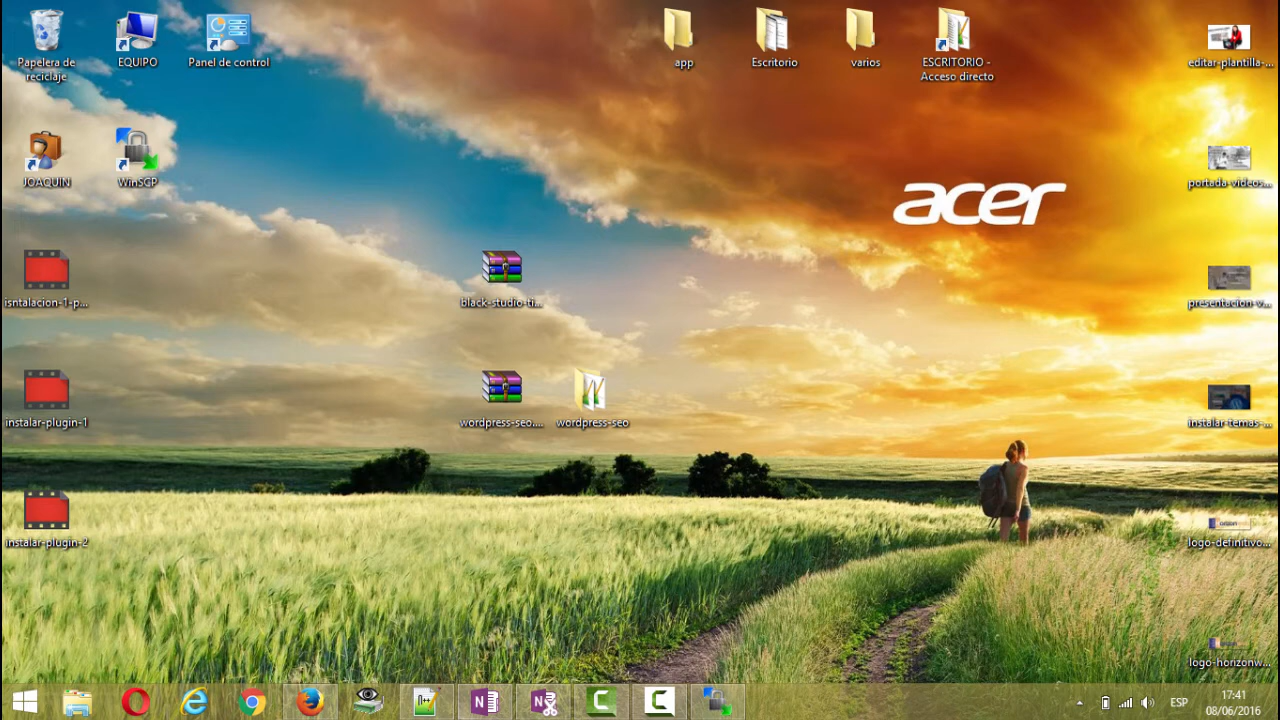 Papelera de
reciclaje
EQUIPO
Panel de control
app
Escritorio
varios
ESCRITORIO -
Acceso directo
editar-plantilla-...
JOAQUIN
WinSCP
portada-videos...
acer
isntalacion-1-p...
black-studio-ti...
presentacion-v...
instalar-plugin-1
wordpress-seo....
wordpress-seo
instalar-temas-...
instalar-plugin-2
logo-definitivo...
logo-horizonw...
ESP
17:41
08/06/2016